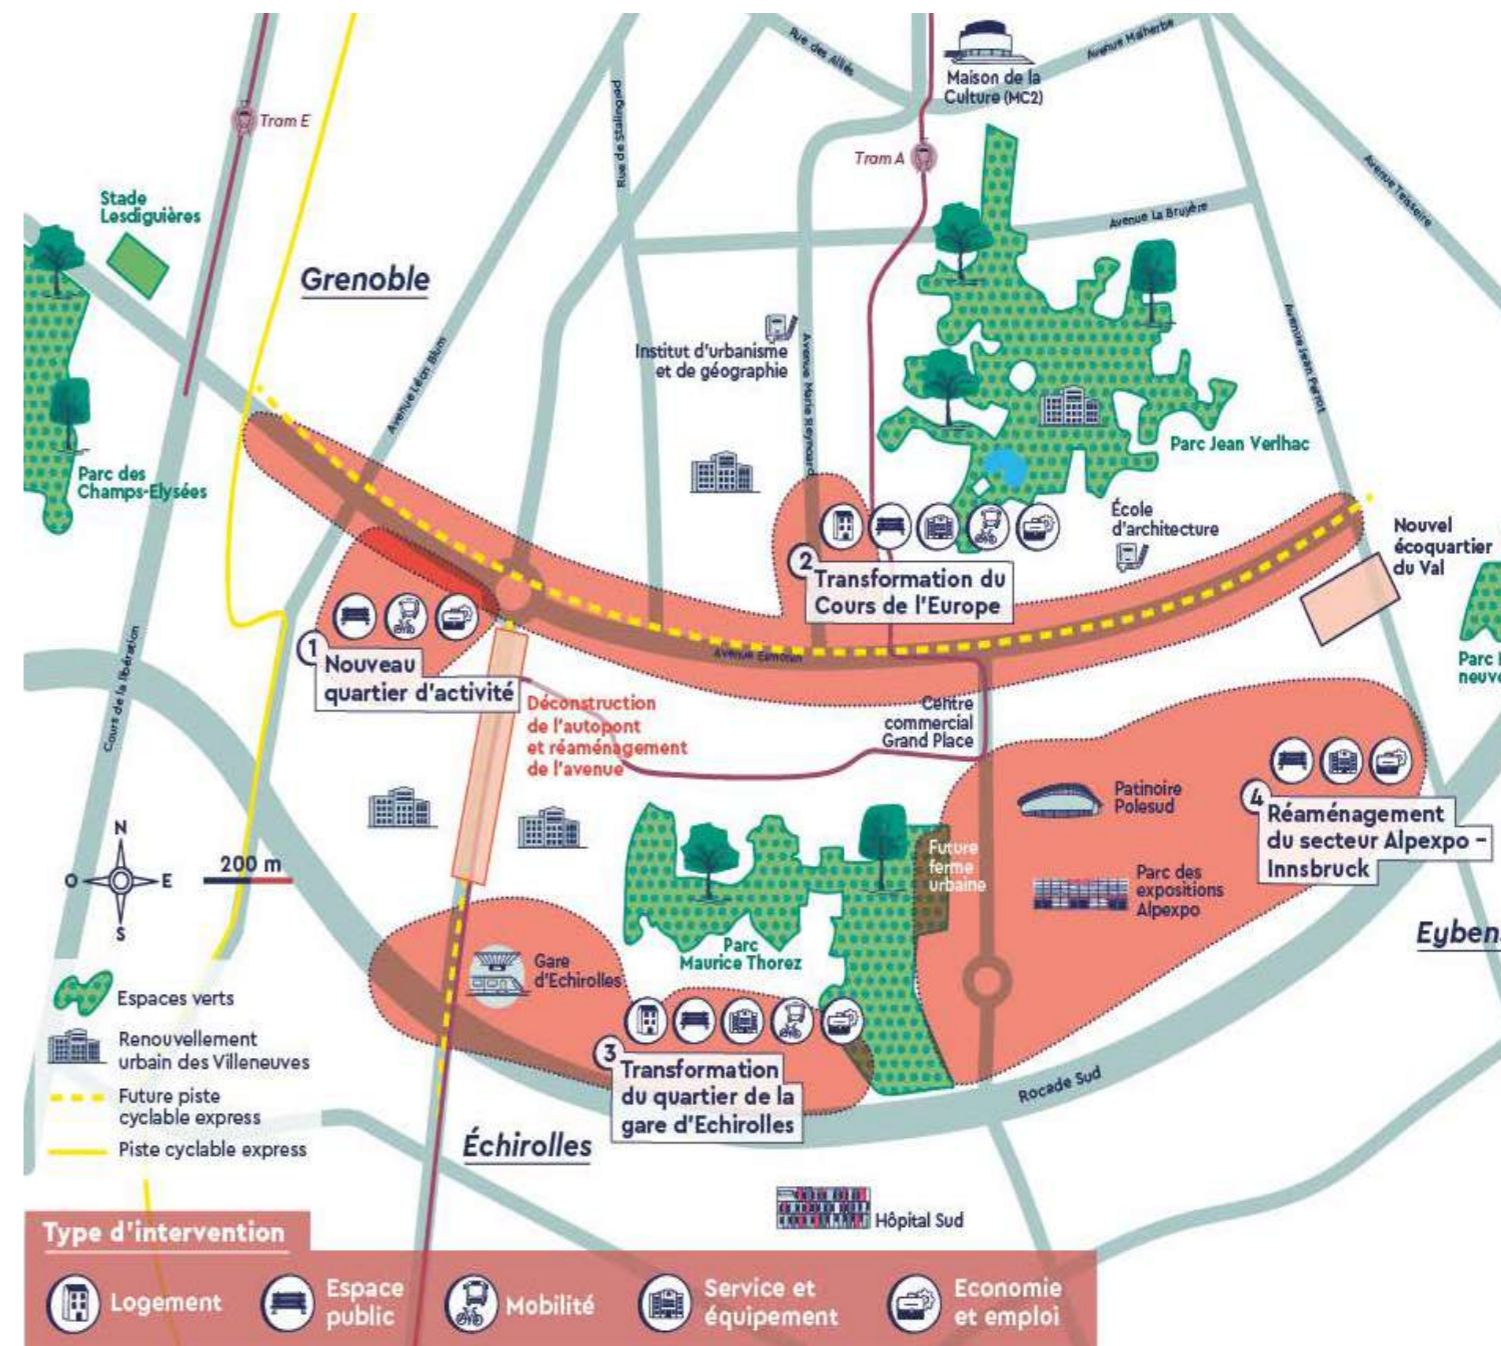 Rue des Alliés
Avenue Malherbe
Maison de la
Culture (MC2)
Tram E
Rue de Stalingrad
Tram A
Avenue Teisseire
Stade
Lesdiguières
Avenue La Bruyère
Grenoble
Institut d'urbanisme
et de géographie
Avenue Marie Reynoard
Avenue Jean Perrot
Avenue Léon Blum
Parc Jean Verlhac
Parc des
Champs-Elysées
École
d'architecture
Nouvel
écoquartier
du Val
2
Transformation du
Cours de l'Europe
1
Nouveau
quartier d'activité
Avenue
Parc
neuve
Cours de la libération
Déconstruction
de l'autopont
et réaménagement
de l'avenue
Centre
commercial
Grand Place
Patinoire
Polesud
4
Réaménagement
du secteur Alpexpo –
Innsbruck
N
O
E
S
200 m
Future
ferme
urbaine
Parc des
expositions
Alpexpo
Eybens
Parc
Maurice Thorez
Gare
d'Echirolles
Espaces verts
Renouvellement
urbain des Villeneuves
3
Transformation
du quartier de la
gare d'Echirolles
Rocade Sud
Future piste
cyclable express
Piste cyclable express
Échirolles
Hôpital Sud
Type d'intervention
Logement
Espace
public
Mobilité
Service et
équipement
Economie
et emploi